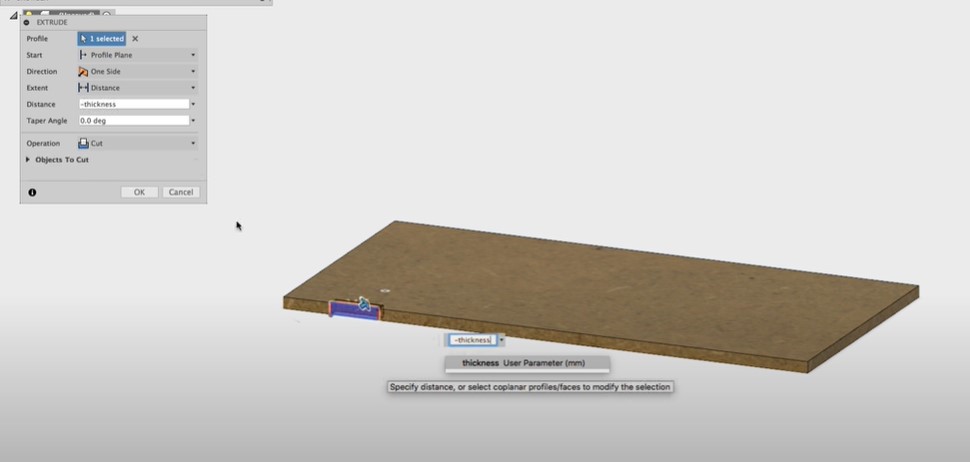 EXTRUDE
Profile 1 selected
Start Profile Plane
Direction One Side
Extent Distance
Distance -thickness
Taper Angle 0.0 deg
Operation Cut
Objects To Cut
OK Cancel
-thickness
thickness User Parameter (mm)
Specify distance, or select coplanar profiles/faces to modify the selection